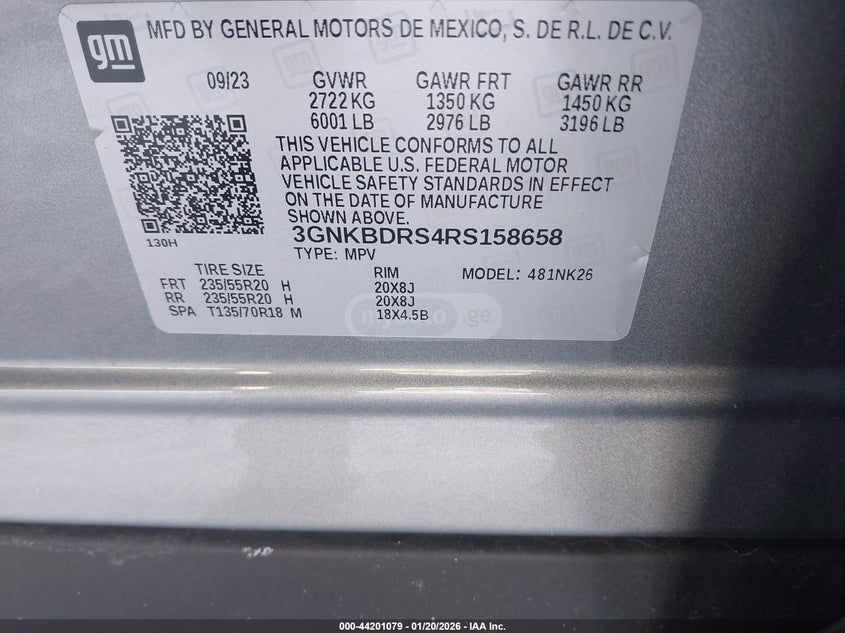 gm MFD BY GENERAL MOTORS DE MEXICO, S. DE R.L. DE C.V.
09/23 GVWR GAWR FRT GAWR RR
2722 KG 1350 KG 1450 KG
6001 LB 2976 LB 3196 LB
THIS VEHICLE CONFORMS TO ALL
APPLICABLE U.S. FEDERAL MOTOR
VEHICLE SAFETY STANDARDS IN EFFECT
ON THE DATE OF MANUFACTURE
SHOWN ABOVE.
130H
3GNKBDRS4RS158658
TYPE: MPV
TIRE SIZE RIM MODEL: 481NK26
FRT 235/55R20 H 20X8J
RR 235/55R20 H 20X8J
SPA T135/70R18 M 18X4.5B
.ge
000-44201079 — 01/20/2026 — IAA Inc.